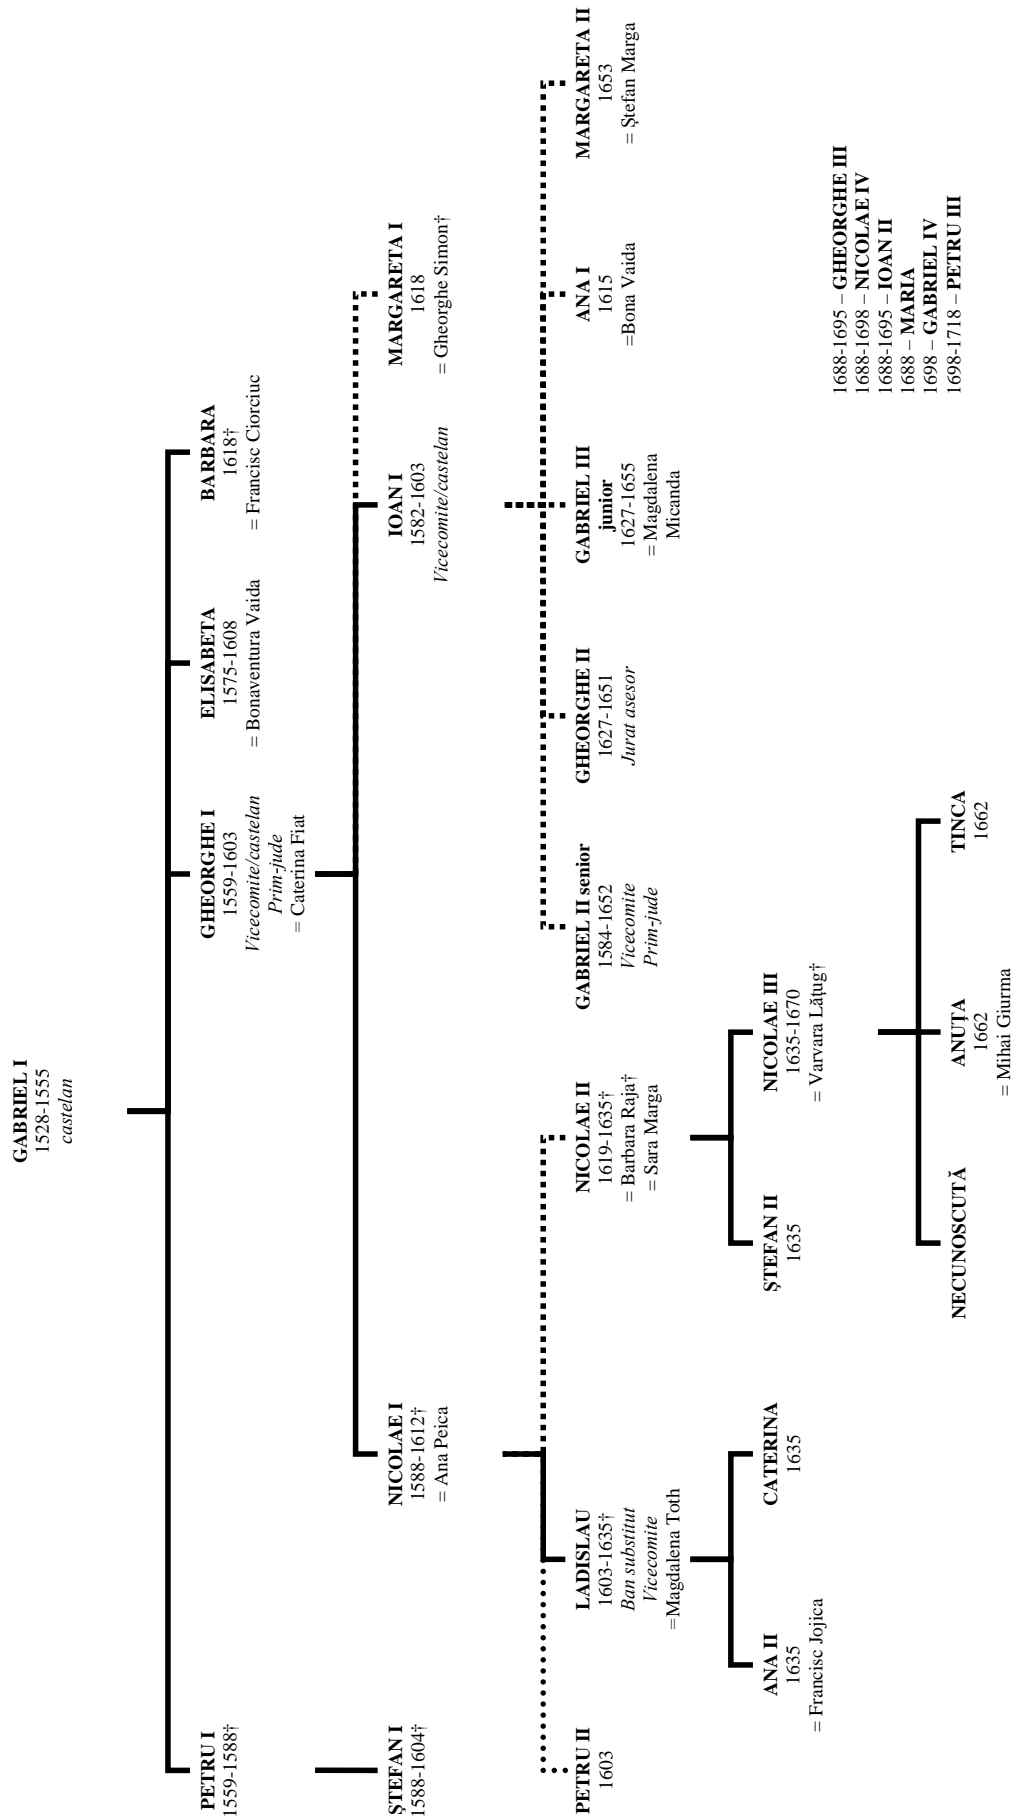 GABRIEL I
1528-1555
castelan
PETRU I
1559-1588†
GHEORGHE I
1559-1603
Vicecomite/castelan
Prim-jude
= Caterina Fiat
ELISABETA
1575-1608
= Bonaventura Vaida
BARBARA
1618†
= Francisc Ciorciuc
ȘTEFAN I
1588-1604†
NICOLAE I
1588-1612†
= Ana Peica
IOAN I
1582-1603
Vicecomite/castelan
MARGARETA I
1618
= Gheorghe Simon†
PETRU II
1603
LADISLAU
1603-1635†
Ban substitut
Vicecomite
=Magdalena Toth
NICOLAE II
1619-1635†
= Barbara Raja†
= Sara Marga
GABRIEL II senior
1584-1652
Vicecomite
Prim-jude
GHEORGHE II
1627-1651
Jurat asesor
GABRIEL III
junior
1627-1655
= Magdalena
Micanda
ANA I
1615
=Bona Vaida
MARGARETA II
1653
= Ștefan Marga
ANA II
1635
= Francisc Jojica
CATERINA
1635
ȘTEFAN II
1635
NICOLAE III
1635-1670
= Varvara Lățug†
NECUNOSCUTĂ
ANUȚA
1662
= Mihai Giurma
TINCA
1662
1688-1695 – GHEORGHE III
1688-1698 – NICOLAE IV
1688-1695 – IOAN II
1688 – MARIA
1698 – GABRIEL IV
1698-1718 – PETRU III